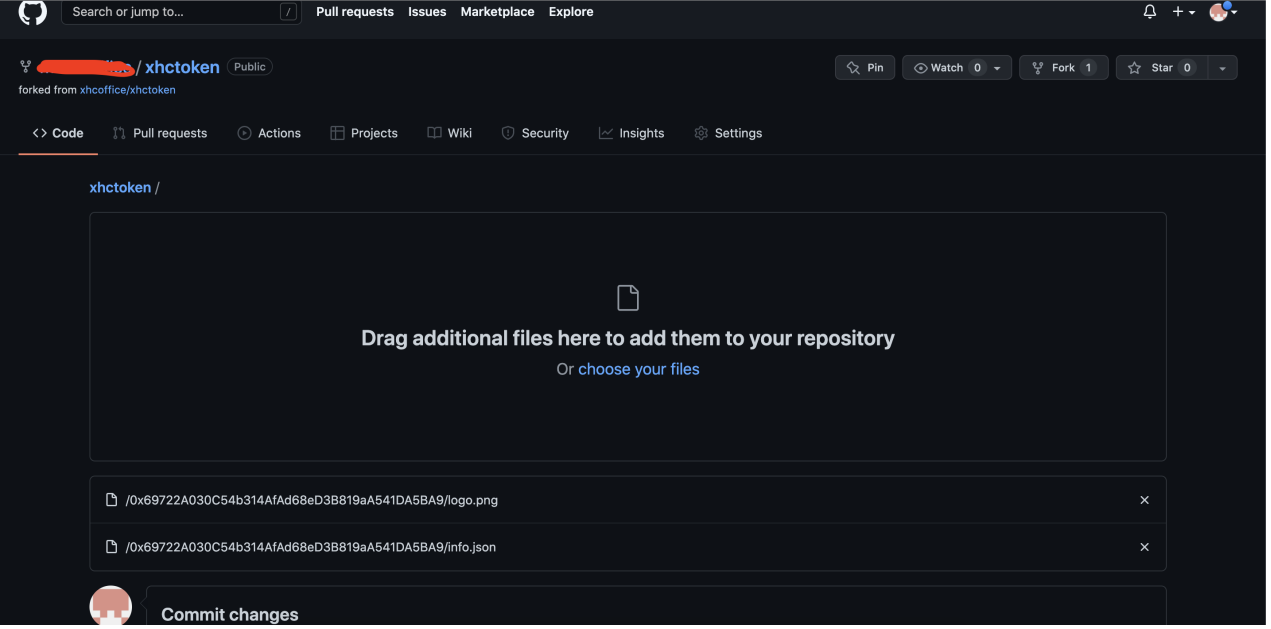 Search or jump to... / Pull requests Issues Marketplace Explore
/ xhctoken Public Pin Watch 0 Fork 1 Star 0
forked from xhcoffice/xhctoken
Code Pull requests Actions Projects Wiki Security Insights Settings
xhctoken /
Drag additional files here to add them to your repository
Or choose your files
/0x69722A030C54b314AfAd68eD3B819aA541DA5BA9/logo.png
/0x69722A030C54b314AfAd68eD3B819aA541DA5BA9/info.json
Commit changes